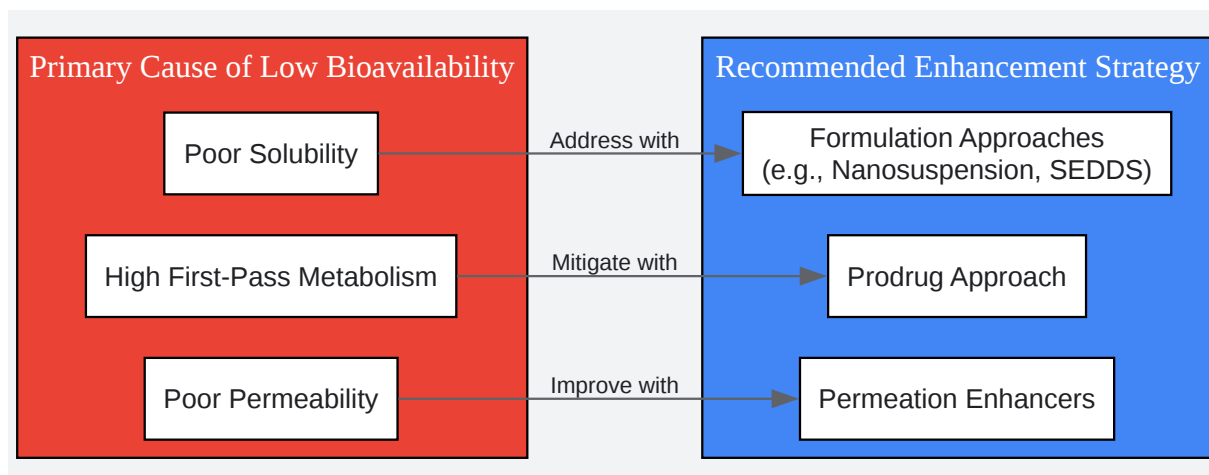 Primary Cause of Low Bioavailability
Recommended Enhancement Strategy
Poor Solubility
Address with
Formulation Approaches
(e.g., Nanosuspension, SEDDS)
High First-Pass Metabolism
Mitigate with
Prodrug Approach
Poor Permeability
Improve with
Permeation Enhancers